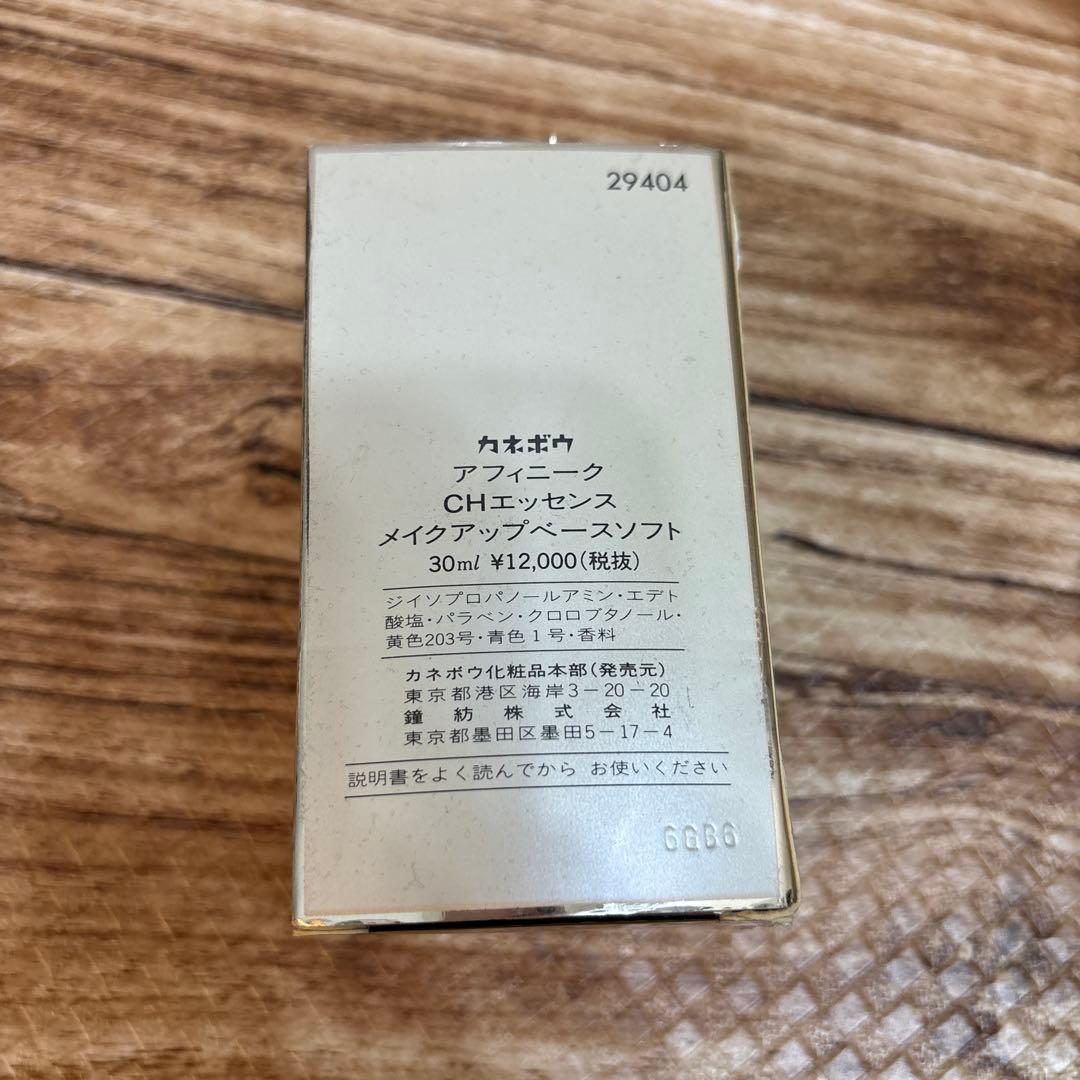 29404
カネボウ
アフィニーク
CHエッセンス
メイクアップベースソフト
30ml ¥12,000(税抜)
ジイソプロパノールアミン・エデト
酸塩・パラベン・クロロブタノール・
黄色203号・青色1号・香料
カネボウ化粧品本部(発売元)
東京都港区海岸3-20-20
鐘紡株式会社
東京都墨田区墨田5-17-4
説明書をよく読んでから お使いください
6GB6